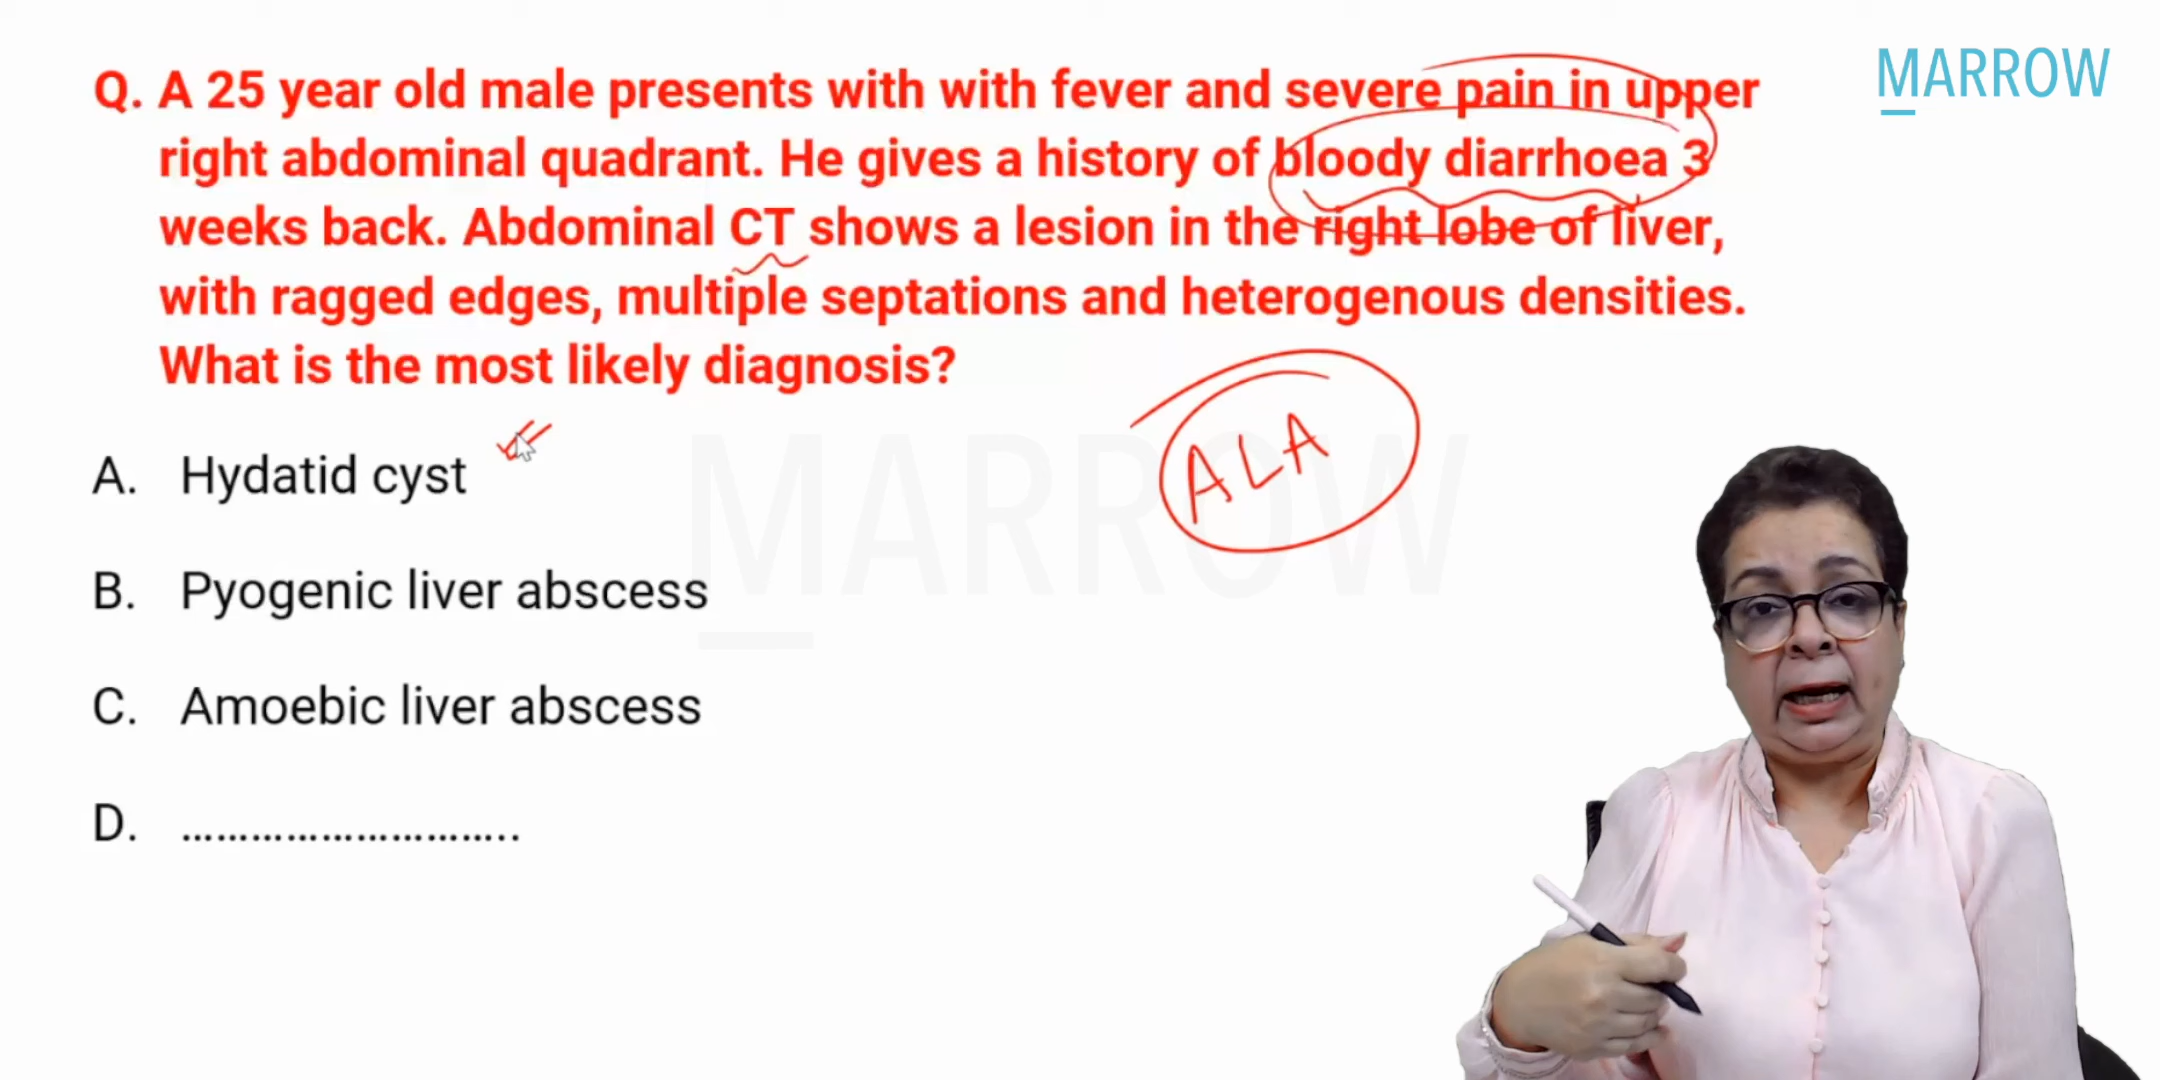 MARROW
Q. A 25 year old male presents with with fever and severe pain in upper
right abdominal quadrant. He gives a history of bloody diarrhoea 3
weeks back. Abdominal CT shows a lesion in the right lobe of liver,
with ragged edges, multiple septations and heterogenous densities.
What is the most likely diagnosis?
ALA
A. Hydatid cyst
MARROW
B. Pyogenic liver abscess
C. Amoebic liver abscess
D. ………………………..